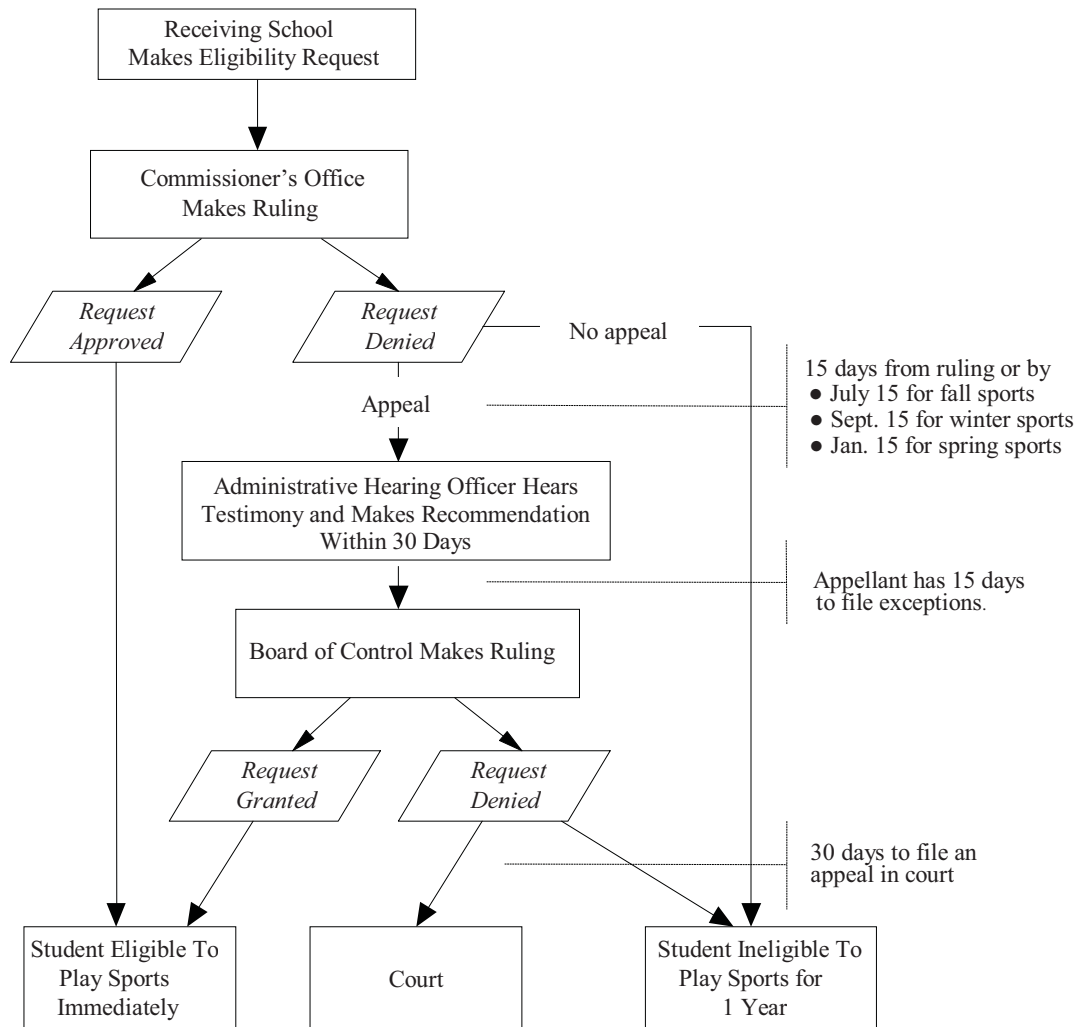 Receiving School
Makes Eligibility Request
Commissioner’s Office
Makes Ruling
Request
Approved
Request
Denied
No appeal
15 days from ruling or by
● July 15 for fall sports
● Sept. 15 for winter sports
● Jan. 15 for spring sports
Appeal
Administrative Hearing Officer Hears
Testimony and Makes Recommendation
Within 30 Days
Appellant has 15 days
to file exceptions.
Board of Control Makes Ruling
Request
Granted
Request
Denied
30 days to file an
appeal in court
Student Eligible To
Play Sports
Immediately
Court
Student Ineligible To
Play Sports for
1 Year